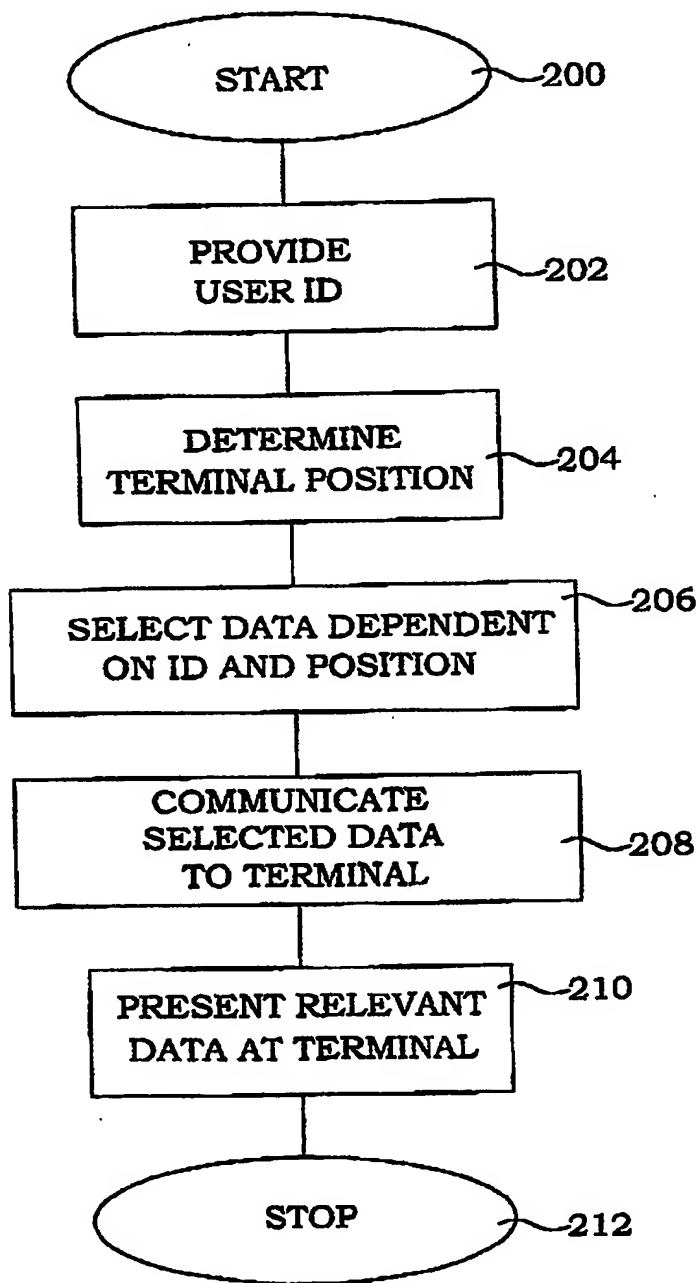 START
200
PROVIDE
USER ID
202
DETERMINE
TERMINAL POSITION
204
SELECT DATA DEPENDENT
ON ID AND POSITION
206
COMMUNICATE
SELECTED DATA
TO TERMINAL
208
PRESENT RELEVANT
DATA AT TERMINAL
210
STOP
212